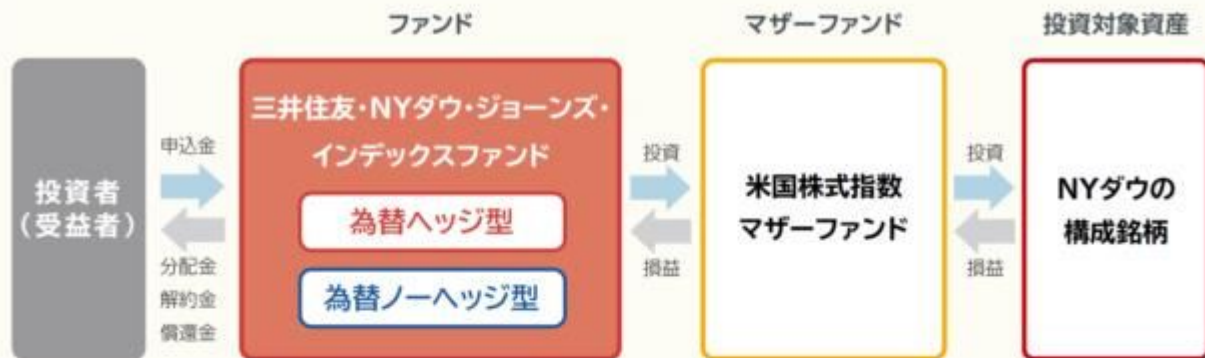 ファンド
マザーファンド
投資対象資産
投資者
(受益者)
申込金
分配金
解約金
償還金
三井住友・NYダウ・ジョーンズ・
インデックスファンド
為替ヘッジ型
為替ノーヘッジ型
投資
損益
米国株式指数
マザーファンド
投資
損益
NYダウの
構成銘柄